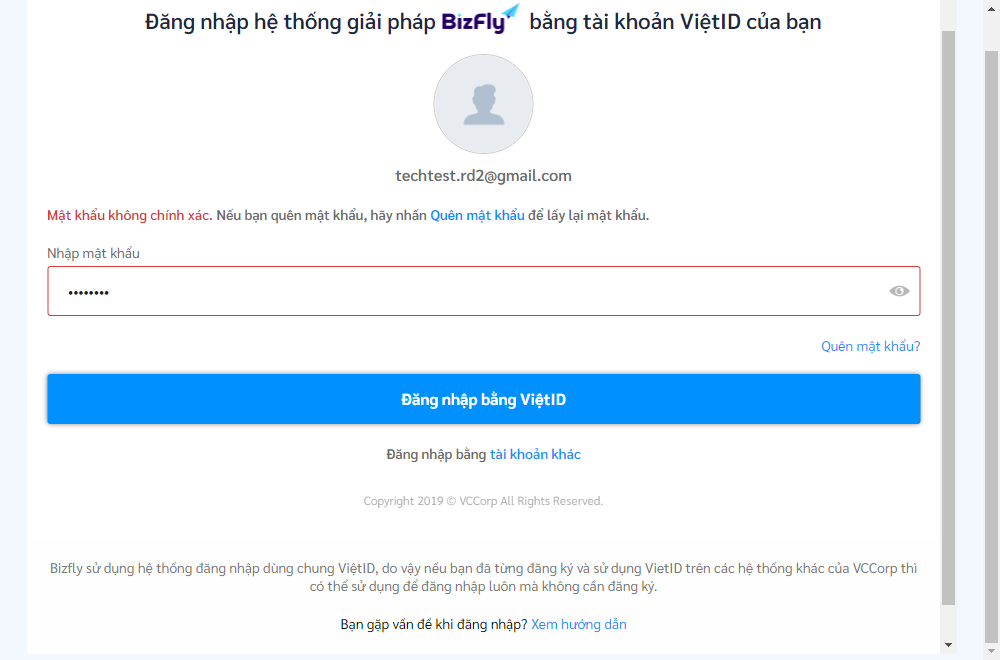 Đăng nhập hệ thống giải pháp BizFly bằng tài khoản ViệtID của bạn
techtest.rd2@gmail.com
Mật khẩu không chính xác. Nếu bạn quên mật khẩu, hãy nhấn Quên mật khẩu để lấy lại mật khẩu.
Nhập mật khẩu
••••••••
Quên mật khẩu?
Đăng nhập bằng ViệtID
Đăng nhập bằng tài khoản khác
Copyright 2019 © VCCorp All Rights Reserved.
Bizfly sử dụng hệ thống đăng nhập dùng chung ViệtID, do vậy nếu bạn đã từng đăng ký và sử dụng VietID trên các hệ thống khác của VCCorp thì
có thể sử dụng để đăng nhập luôn mà không cần đăng ký.
Bạn gặp vấn đề khi đăng nhập? Xem hướng dẫn